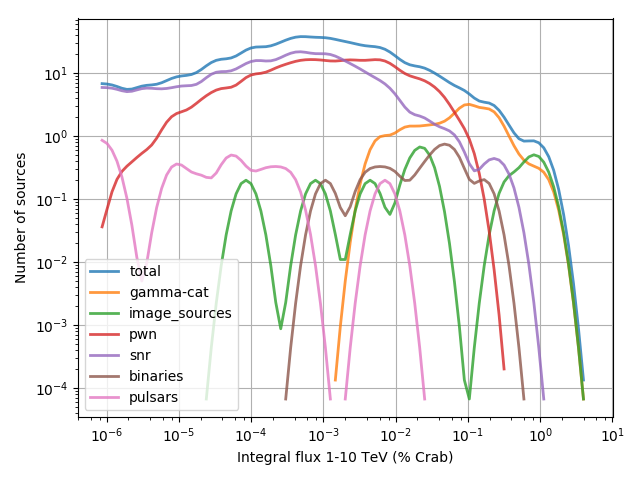 Number of sources
10¹
10⁰
10⁻¹
10⁻²
10⁻³
10⁻⁴
total
gamma-cat
image_sources
pwn
snr
binaries
pulsars
10⁻⁶ 10⁻⁵ 10⁻⁴ 10⁻³ 10⁻² 10⁻¹ 10⁰ 10¹
Integral flux 1-10 TeV (% Crab)